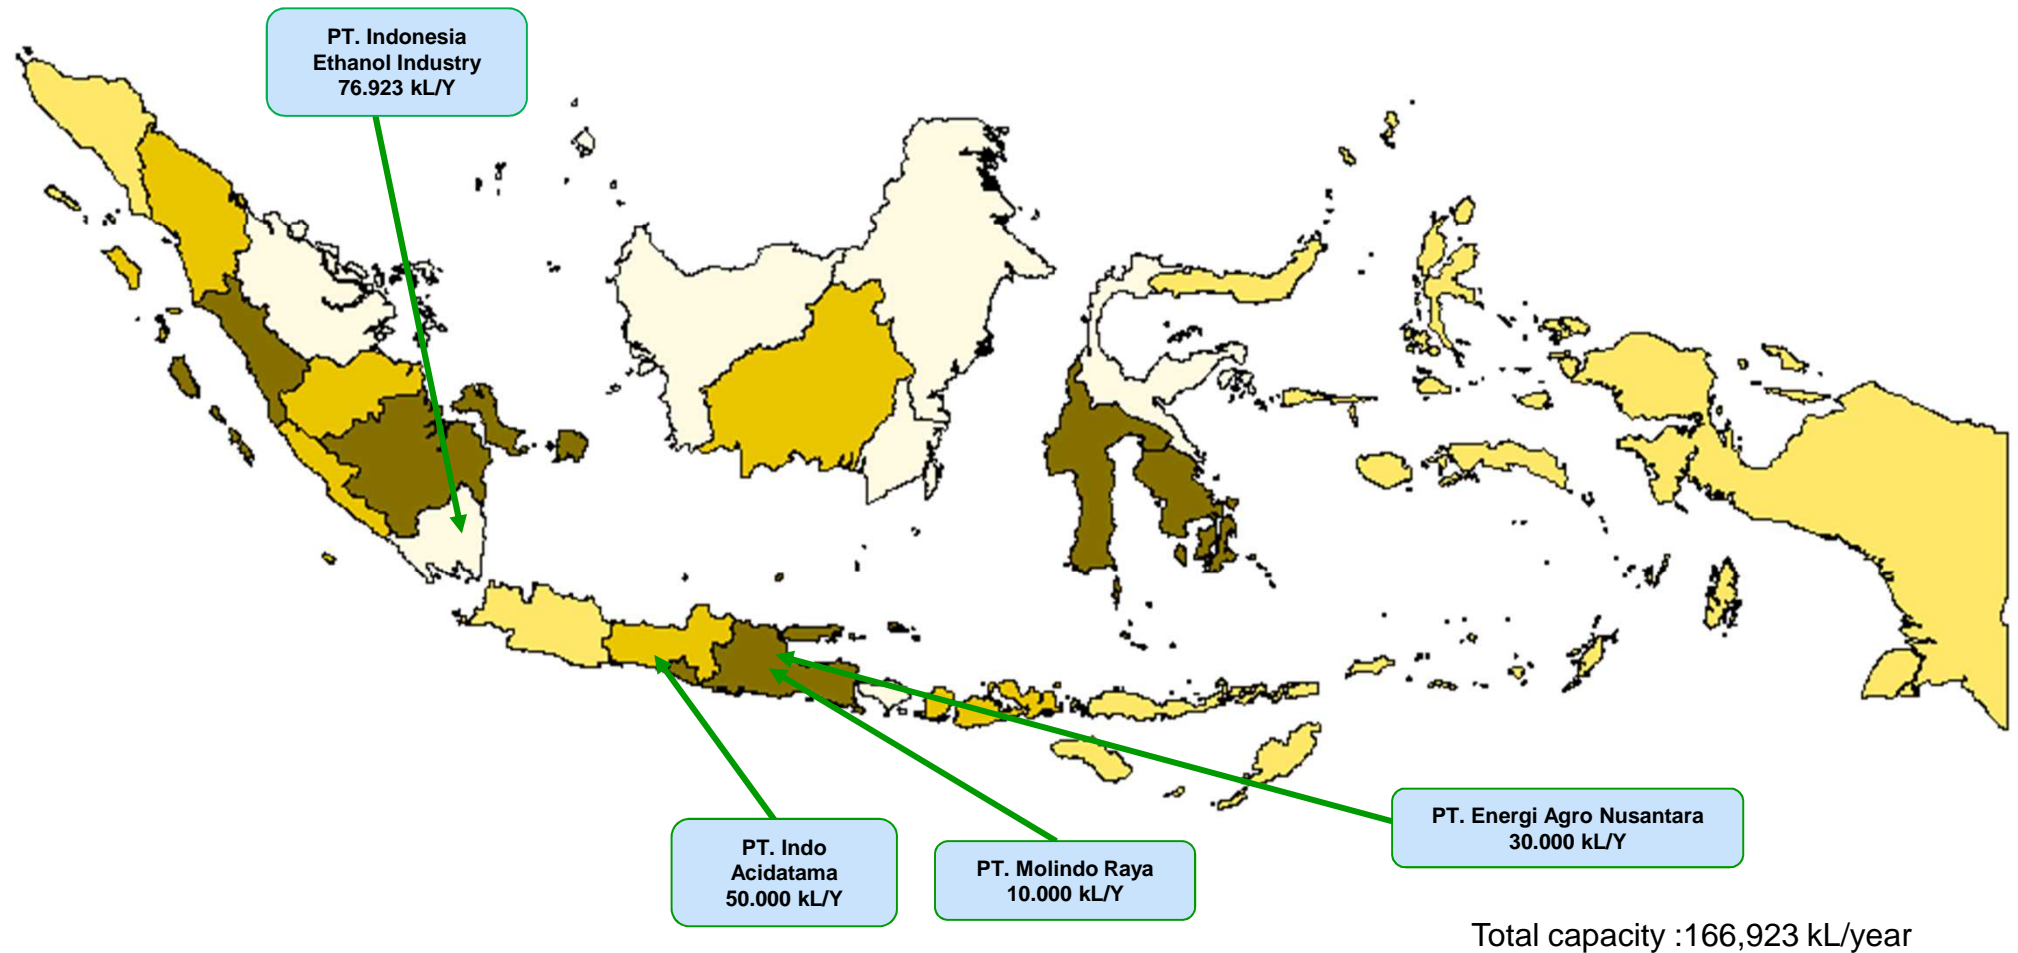 PT. Indonesia
Ethanol Industry
76.923 kL/Y
PT. Indo
Acidatama
50.000 kL/Y
PT. Molindo Raya
10.000 kL/Y
PT. Energi Agro Nusantara
30.000 kL/Y
Total capacity :166,923 kL/year